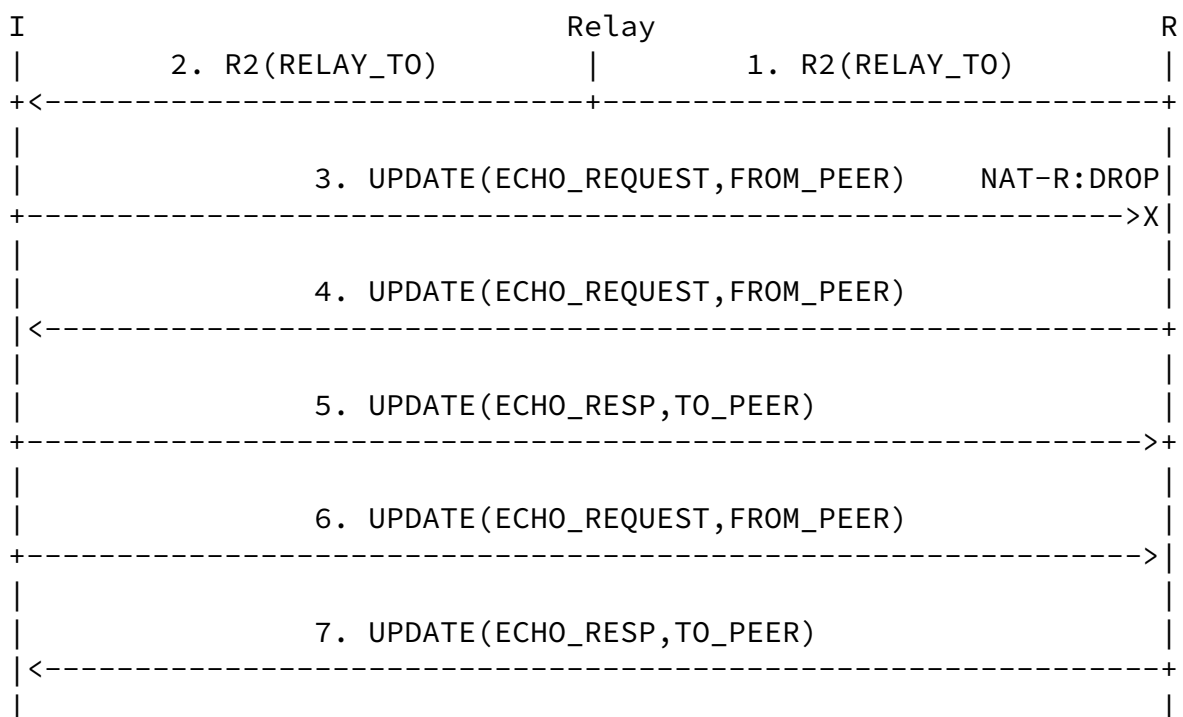 I Relay R
| 2. R2(RELAY_TO) | 1. R2(RELAY_TO) |
+<------------------------------+-------------------------------+
| |
| 3. UPDATE(ECHO_REQUEST,FROM_PEER) NAT-R:DROP|
+------------------------------------------------------------->X|
| |
| 4. UPDATE(ECHO_REQUEST,FROM_PEER) |
|<--------------------------------------------------------------+
| |
| 5. UPDATE(ECHO_RESP,TO_PEER) |
+-------------------------------------------------------------->+
| |
| 6. UPDATE(ECHO_REQUEST,FROM_PEER) |
+-------------------------------------------------------------->|
| |
| 7. UPDATE(ECHO_RESP,TO_PEER) |
|<--------------------------------------------------------------+
| |